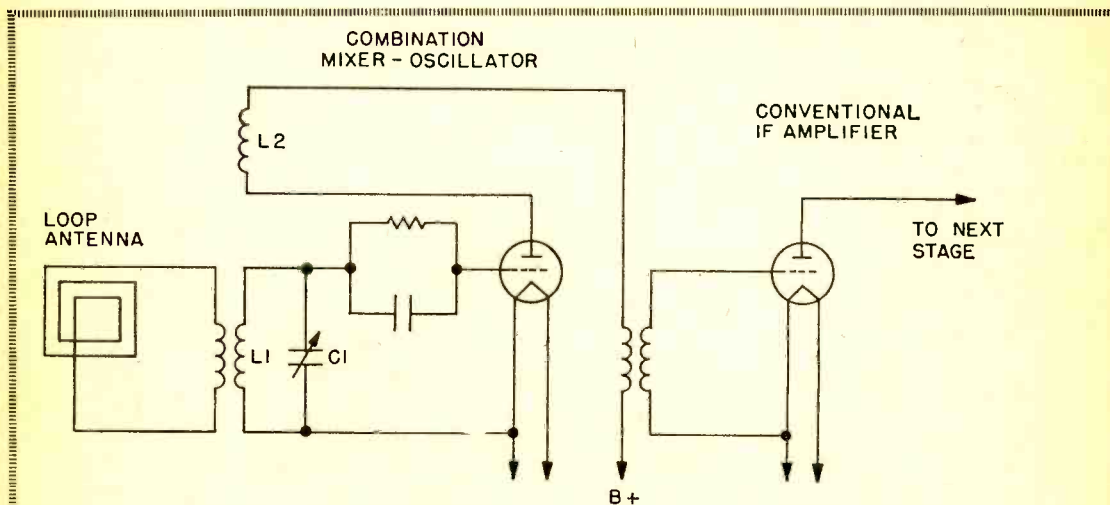 COMBINATION
MIXER - OSCILLATOR
CONVENTIONAL
IF AMPLIFIER
L2
LOOP
ANTENNA
TO NEXT
STAGE
L1
C1
B+